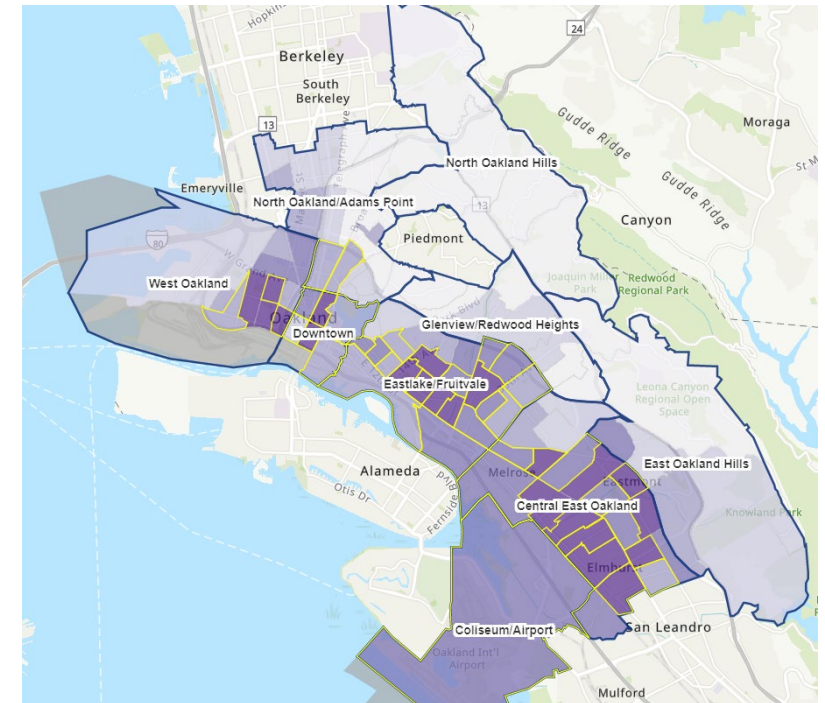 Berkeley
24
South
Berkeley
13
Moraga
Gudde Ridge
North Oakland Hills
Emeryville
North Oakland/Adams Point
13
Gudde Ridge
Canyon
80
Piedmont
West Oakland
W Grand
Joaquin Miller
Park
Redwood
Regional Park
Oakland
Downtown
Glenview/Redwood Heights
Eastlake/Fruitvale
Leona Canyon
Regional Open
Space
Alameda
Melrose
East Oakland Hills
Otis Dr
Eastmont
Fernside Blvd
Central East Oakland
Knowland Park
Elmhurst
Coliseum/Airport
San Leandro
Oakland Int'l
Airport
Mulford